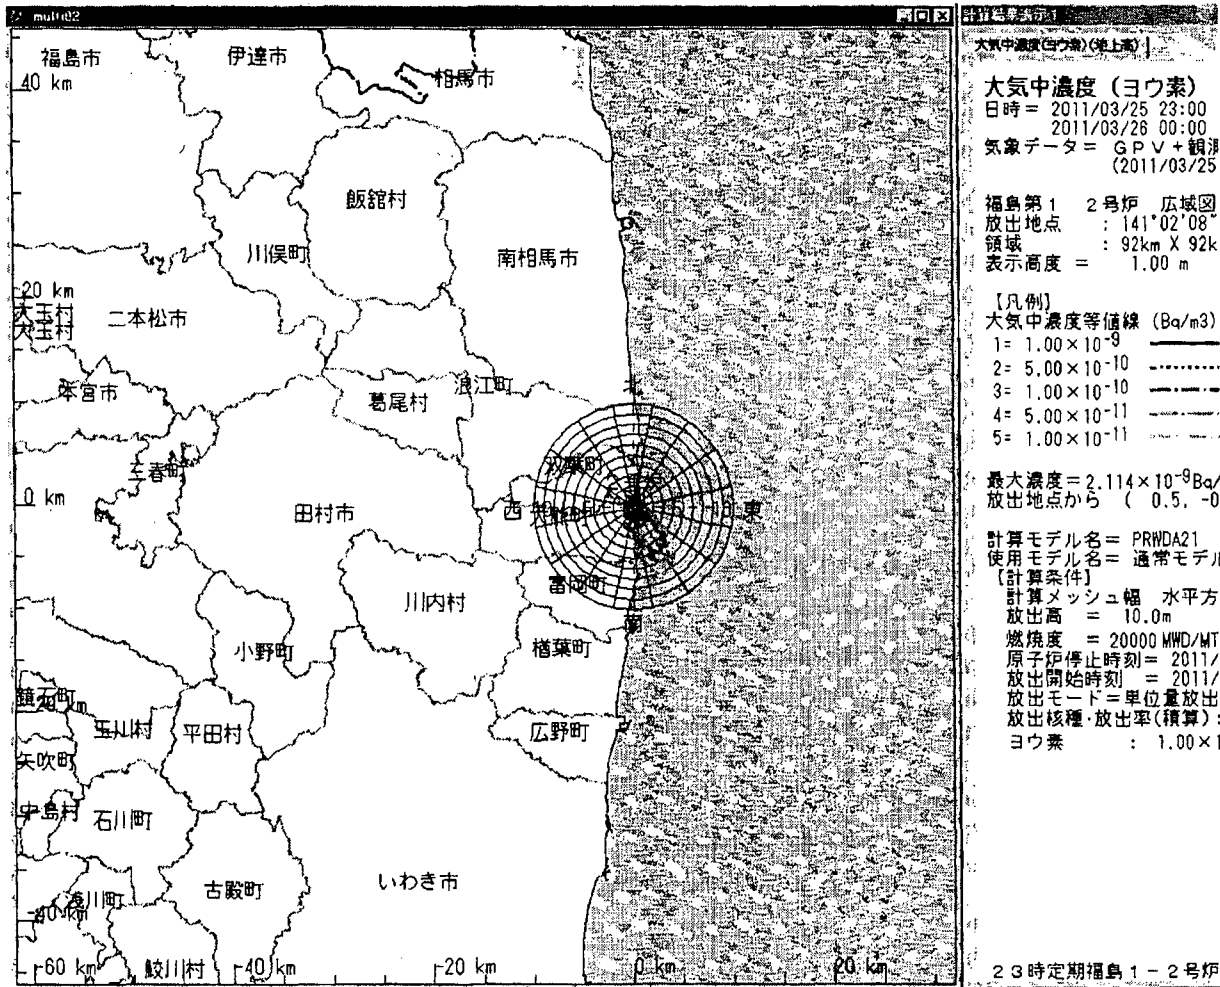 multi02
福島市
伊達市
相馬市
40 km
飯舘村
川俣町
南相馬市
20 km
大玉村
大玉村
二本松市
本宮市
浪江町
北
葛尾村
双葉町
三春町
0 km
田村市
西
東
富岡町
川内村
南
小野町
楢葉町
鏡石町
玉川村
平田村
広野町
矢吹町
中島村
石川町
いわき市
古殿町
浅川町
-40 km
-60 km
鮫川村
-40 km
-20 km
0 km
20 km
計算結果表示
大気中濃度(ヨウ素)(地上高)
大気中濃度(ヨウ素)
日時= 2011/03/25 23:00
2011/03/26 00:00
気象データ= GPV+観測
(2011/03/25
福島第1 2号炉 広域図
放出地点 : 141°02'08"
領域 : 92km X 92k
表示高度 = 1.00 m
【凡例】
大気中濃度等値線 (Bq/m3)
1= 1.00×10-9
2= 5.00×10-10
3= 1.00×10-10
4= 5.00×10-11
5= 1.00×10-11
最大濃度=2.114×10-9Bq/
放出地点から ( 0.5, -0
計算モデル名= PRWDA21
使用モデル名= 通常モデル
【計算条件】
計算メッシュ幅 水平方
放出高 = 10.0m
燃焼度 = 20000 MWD/MT
原子炉停止時刻= 2011/
放出開始時刻 = 2011/
放出モード=単位量放出
放出核種・放出率(積算):
ヨウ素 : 1.00×1
23時定期福島1-2号炉